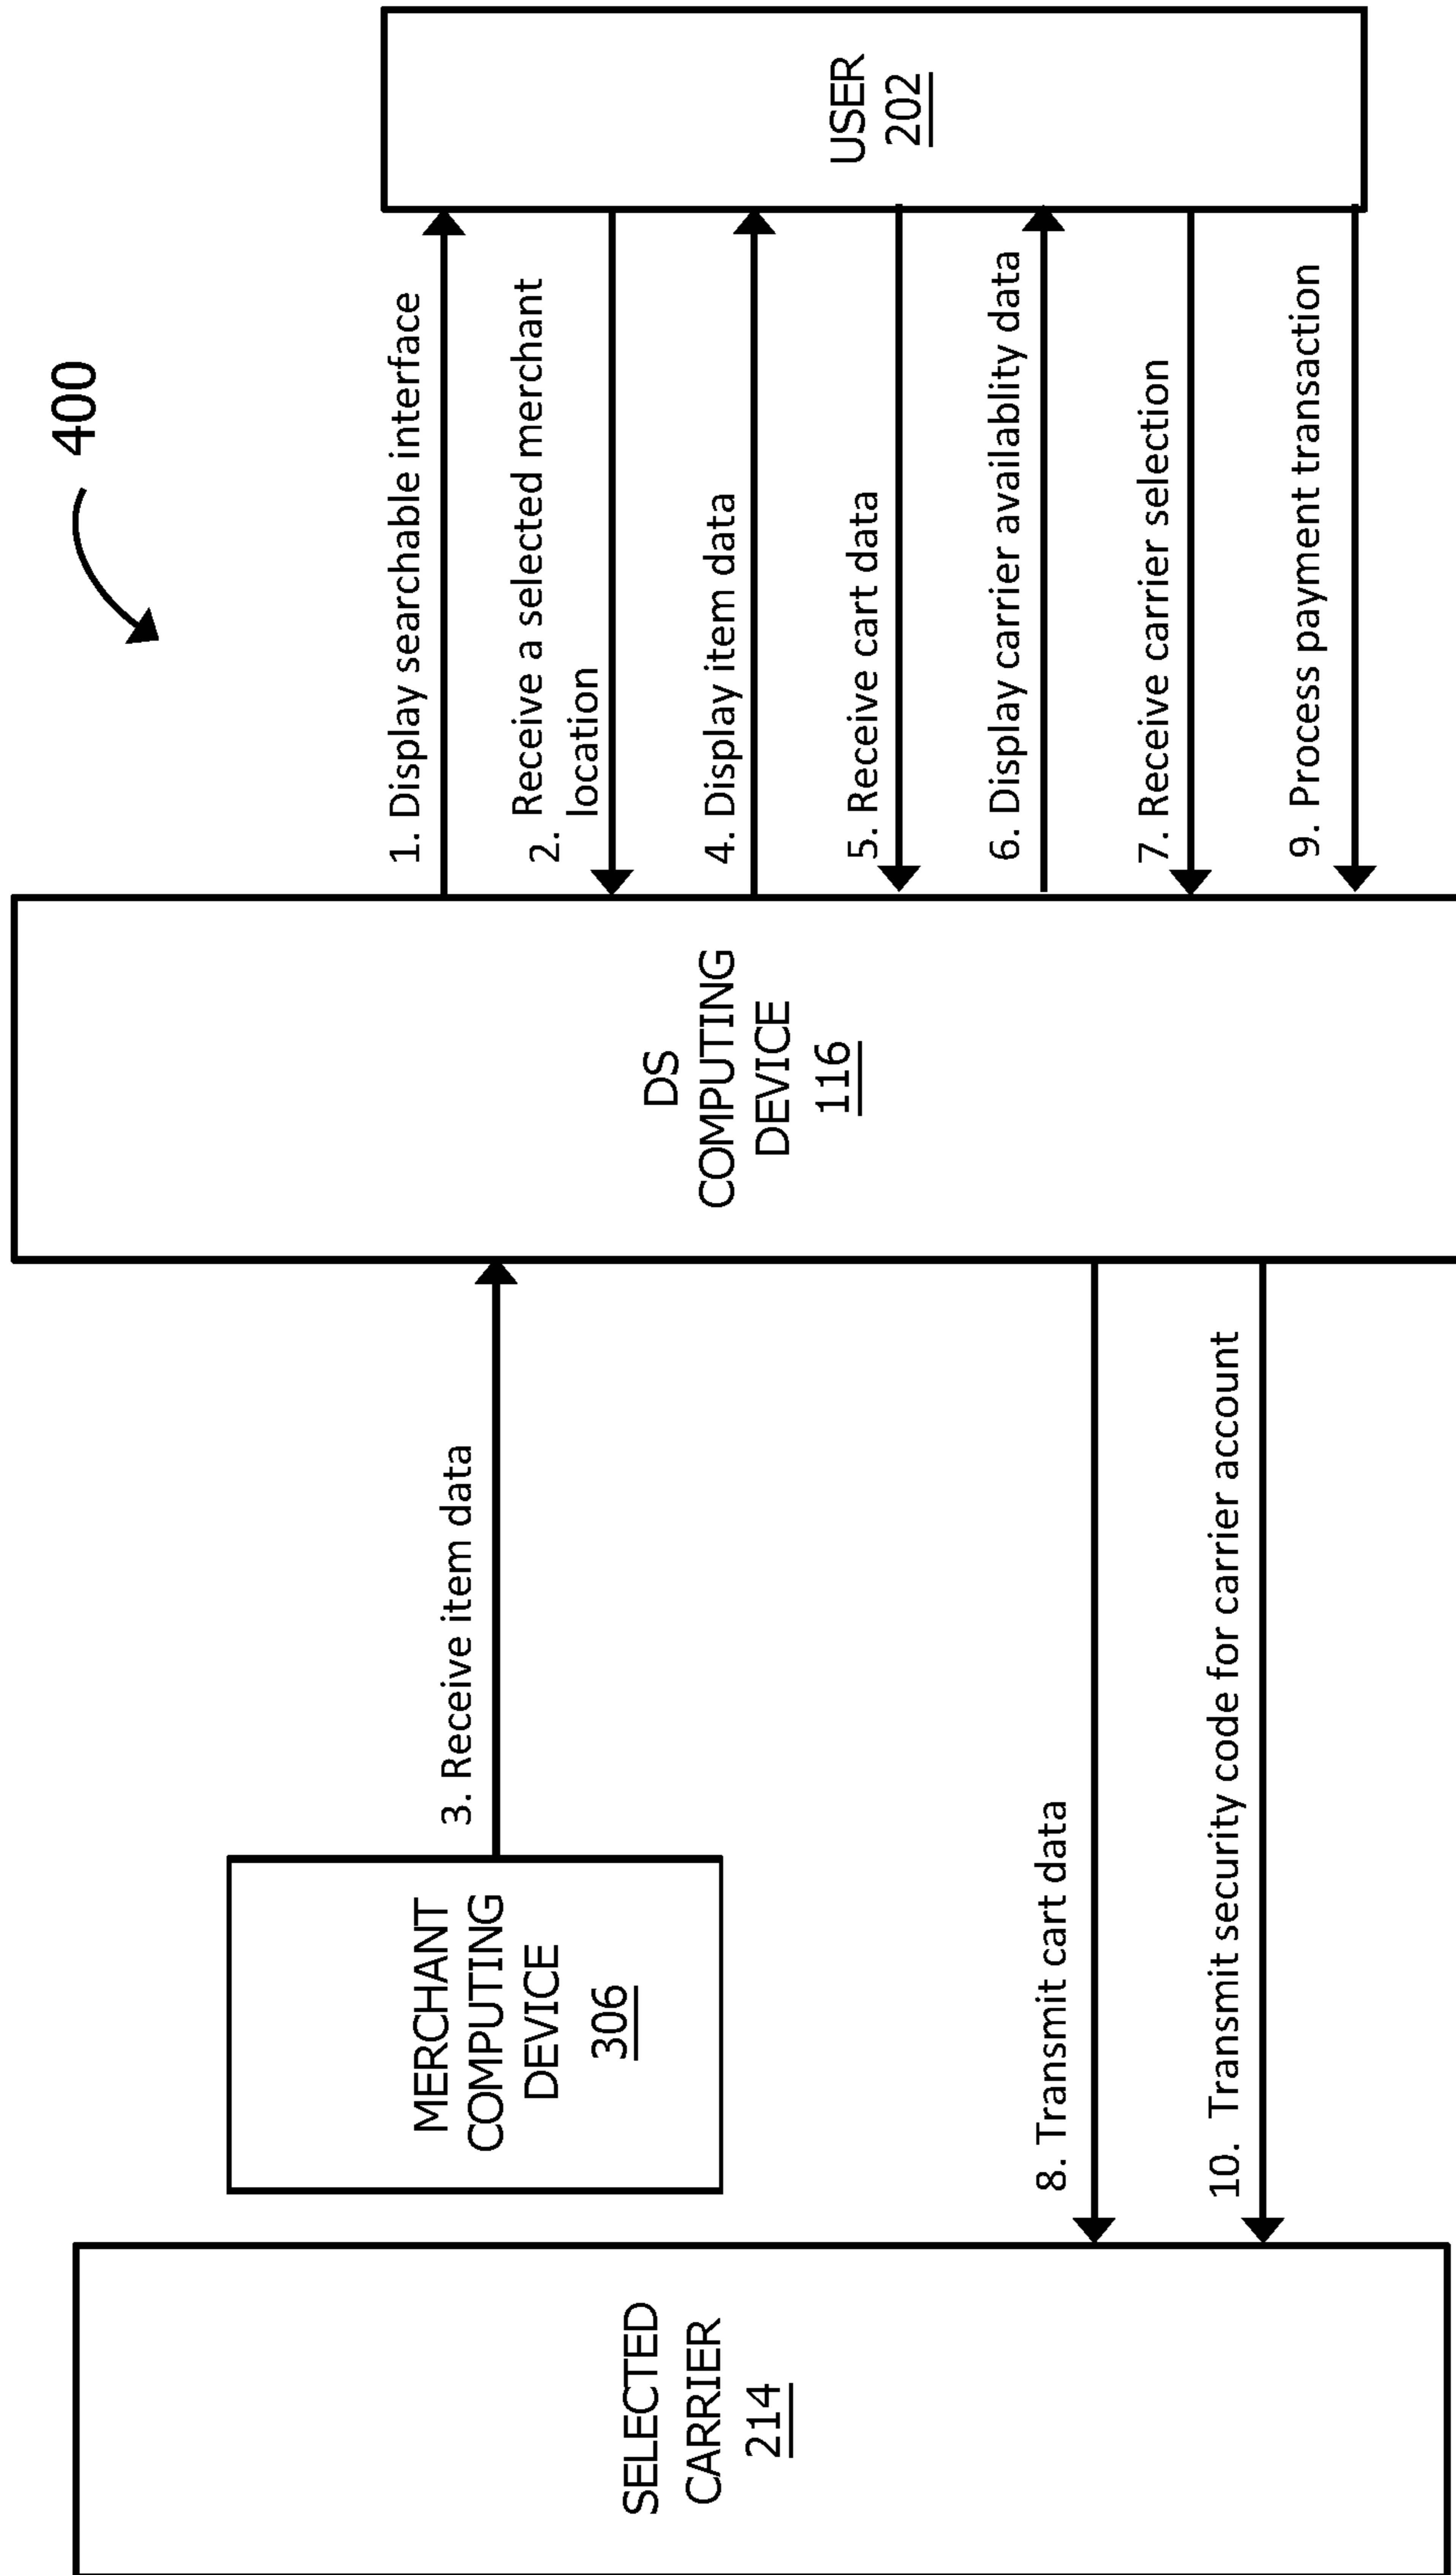 400
SELECTED
CARRIER
214
MERCHANT
COMPUTING
DEVICE
306
DS
COMPUTING
DEVICE
116
USER
202
1. Display searchable interface
2. Receive a selected merchant
location
3. Receive item data
4. Display item data
5. Receive cart data
6. Display carrier availablity data
7. Receive carrier selection
8. Transmit cart data
9. Process payment transaction
10. Transmit security code for carrier account